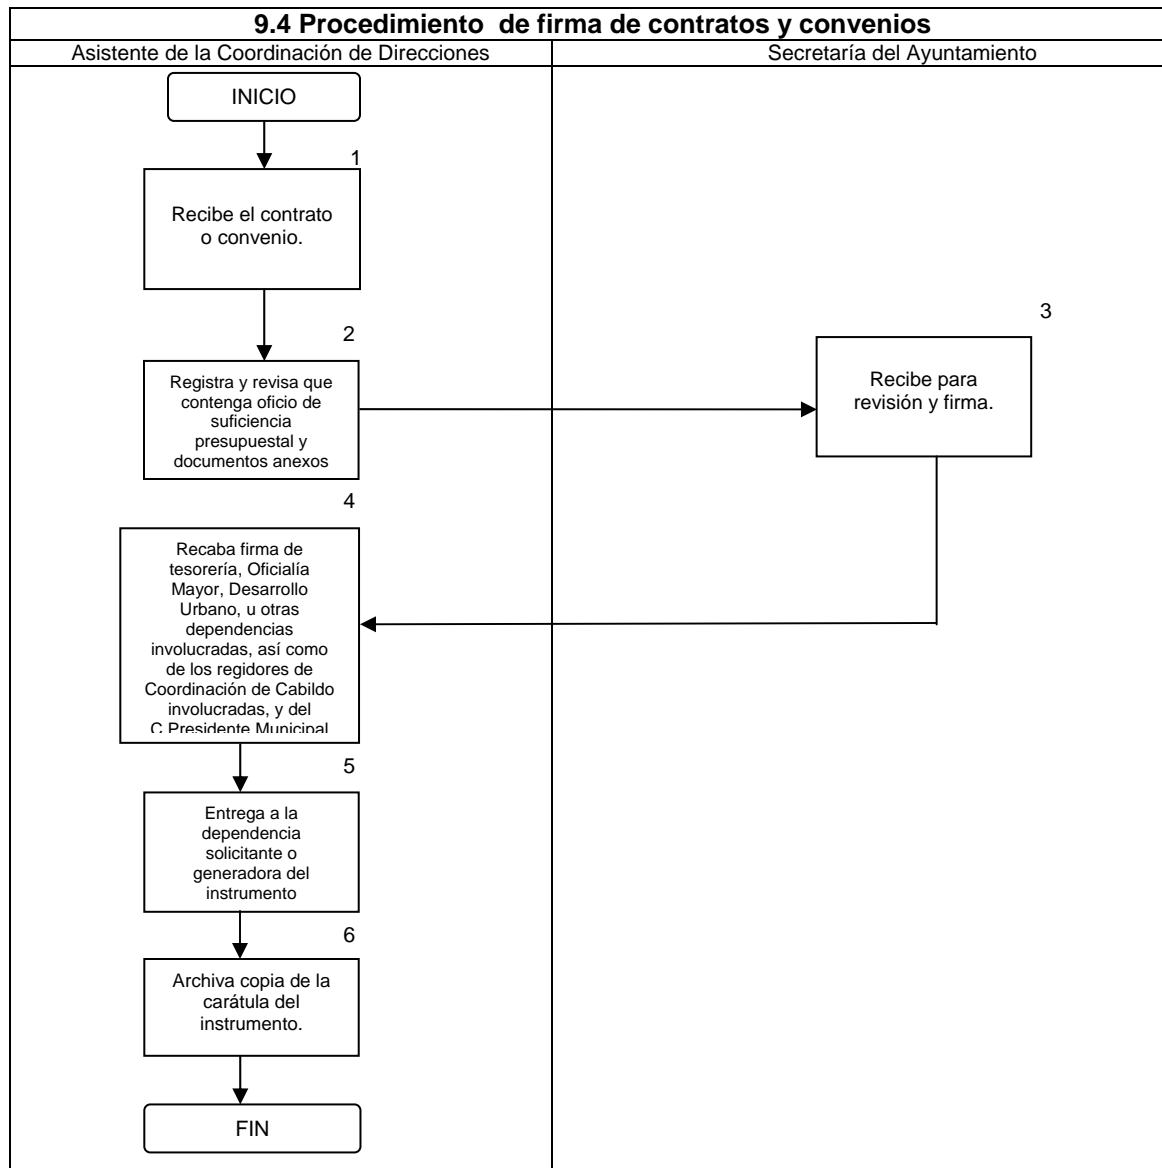 9.4 Procedimiento  de firma de contratos y convenios
Asistente de la Coordinación de Direcciones
Secretaría del Ayuntamiento
INICIO
1
Recibe el contrato
o convenio.
2
Registra y revisa que
contenga oficio de
suficiencia
presupuestal y
documentos anexos
3
Recibe para
revisión y firma.
4
Recaba firma de
tesorería, Oficialía
Mayor, Desarrollo
Urbano, u otras
dependencias
involucradas, así como
de los regidores de
Coordinación de Cabildo
involucradas, y del
C Presidente Municipal
5
Entrega a la
dependencia
solicitante o
generadora del
instrumento
6
Archiva copia de la
carátula del
instrumento.
FIN